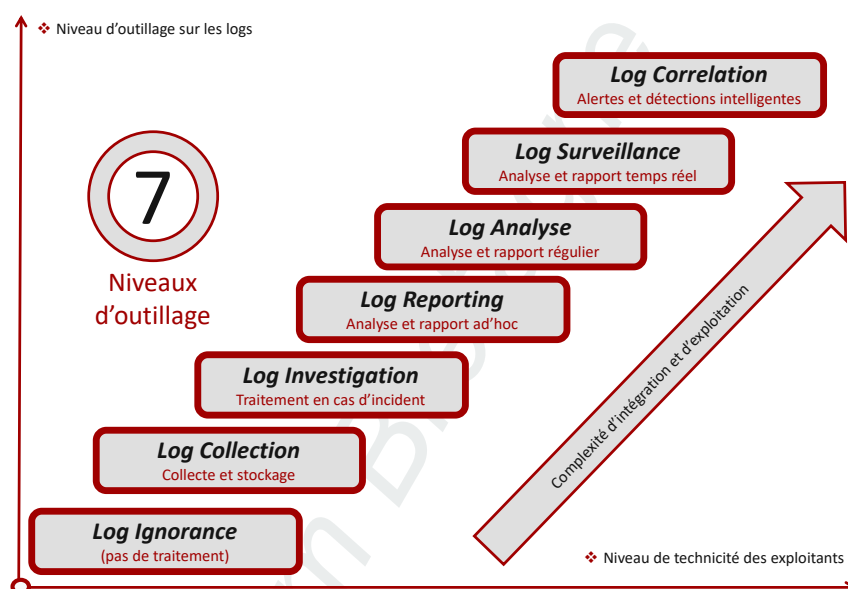 ❖ Niveau d'outillage sur les logs
Log Correlation
Alertes et détections intelligentes
Log Surveillance
Analyse et rapport temps réel
7
Niveaux
d'outillage
Log Analyse
Analyse et rapport régulier
Log Reporting
Analyse et rapport ad'hoc
Log Investigation
Traitement en cas d'incident
Log Collection
Collecte et stockage
Log Ignorance
(pas de traitement)
Complexité d'intégration et d'exploitation
❖ Niveau de technicité des exploitants